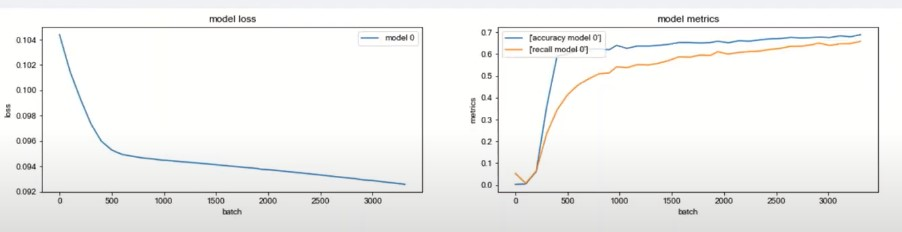 model loss
model 0
0.104
0.102
0.100
0.098
0.096
0.094
0.092
loss
0 500 1000 1500 2000 2500 3000
batch
model metrics
['accuracy model 0']
['recall model 0']
0.7
0.6
0.5
0.4
0.3
0.2
0.1
0.0
metrics
0 500 1000 1500 2000 2500 3000
batch